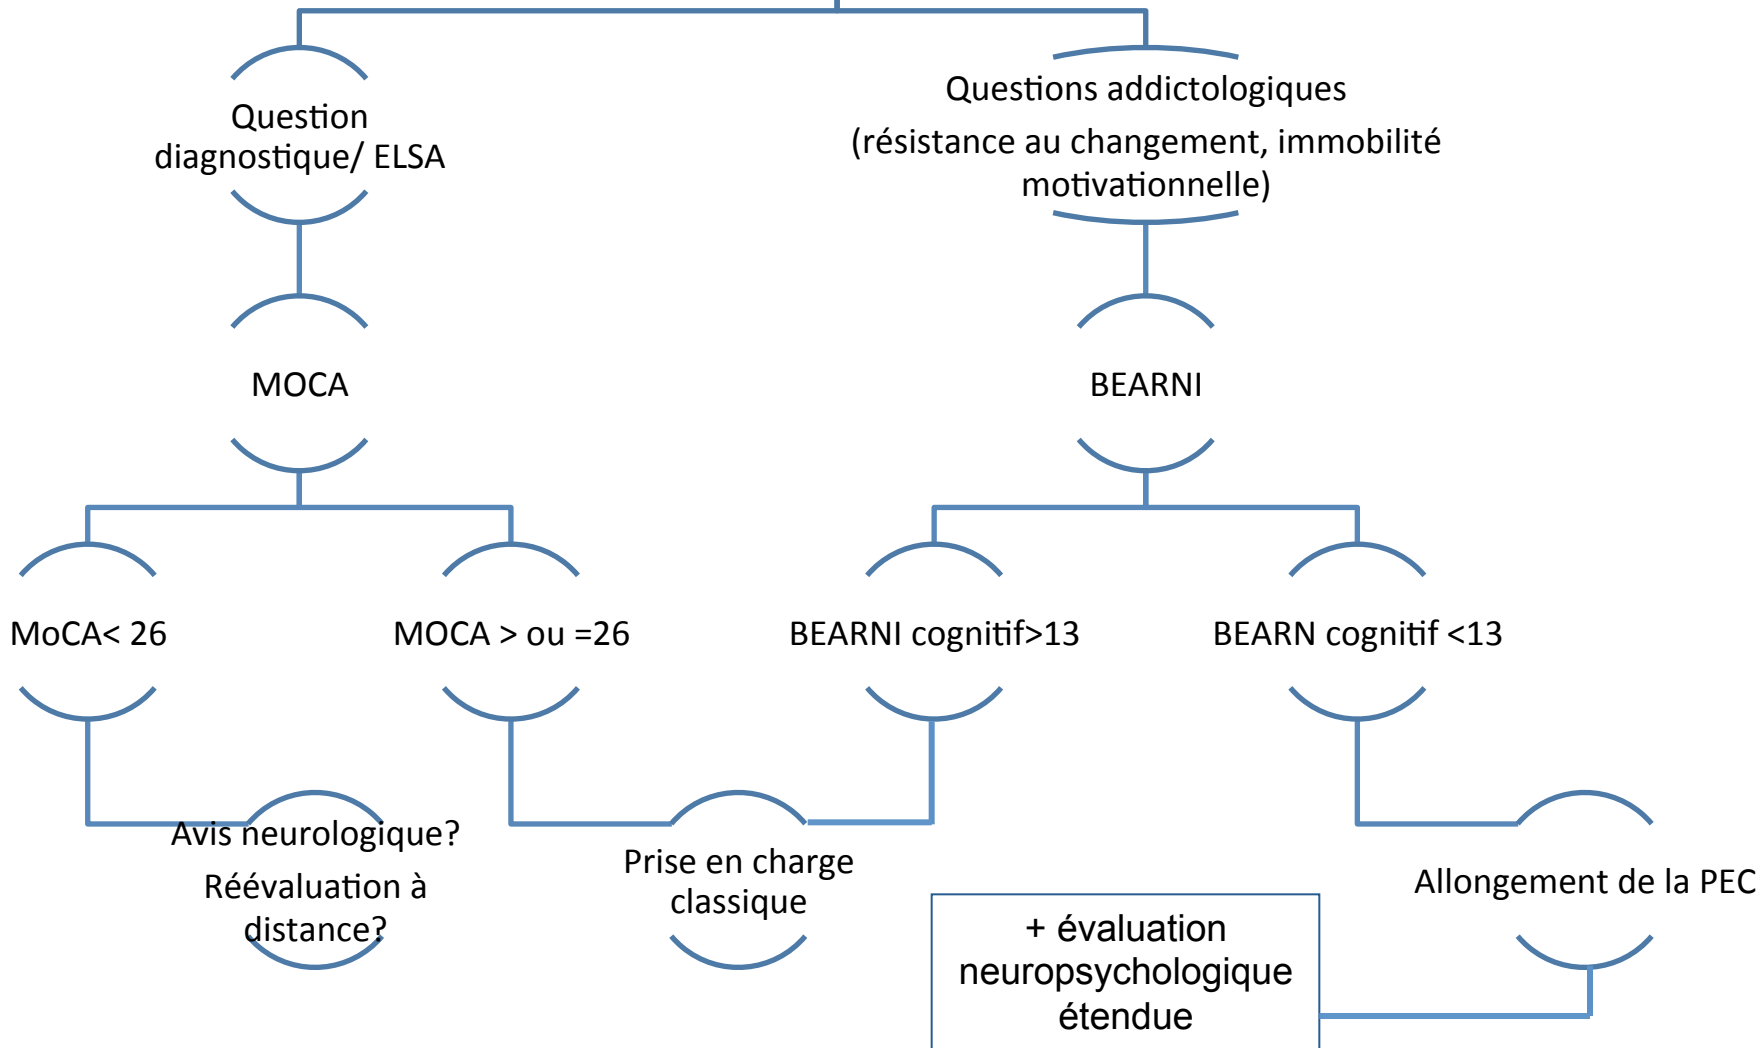 Question
diagnostique/ ELSA
Questions addictologiques
(résistance au changement, immobilité
motivationnelle)
MOCA
BEARNI
MoCA< 26
MOCA > ou =26
BEARNI cognitif>13
BEARN cognitif <13
Avis neurologique?
Réévaluation à
distance?
Prise en charge
classique
Allongement de la PEC
+ évaluation
neuropsychologique
étendue